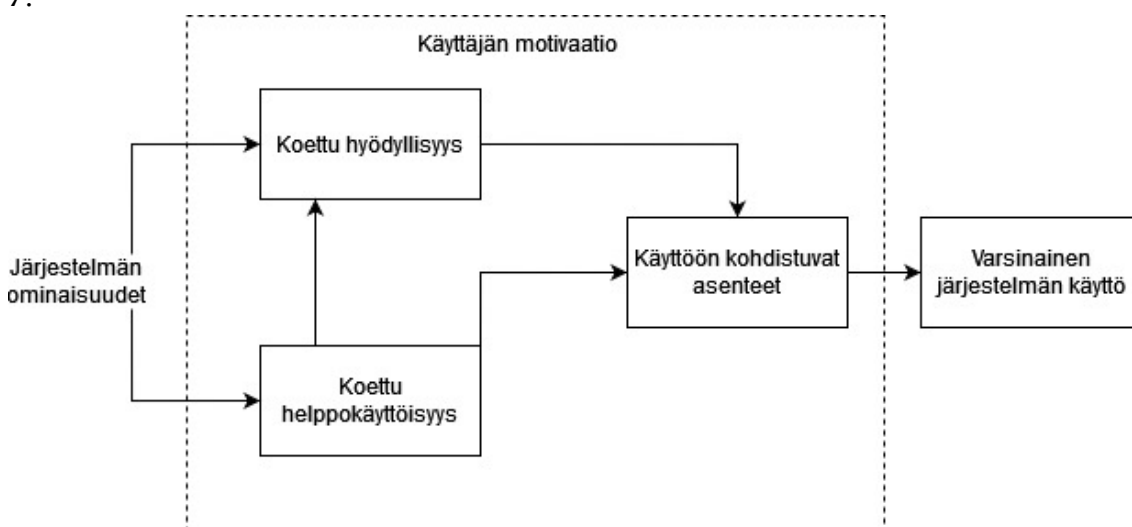 Käyttäjän motivaatio
Koettu hyödyllisyys
Järjestelmän
ominaisuudet
Käyttöön kohdistuvat
asenteet
Varsinainen
järjestelmän käyttö
Koettu
helppokäyttöisyys